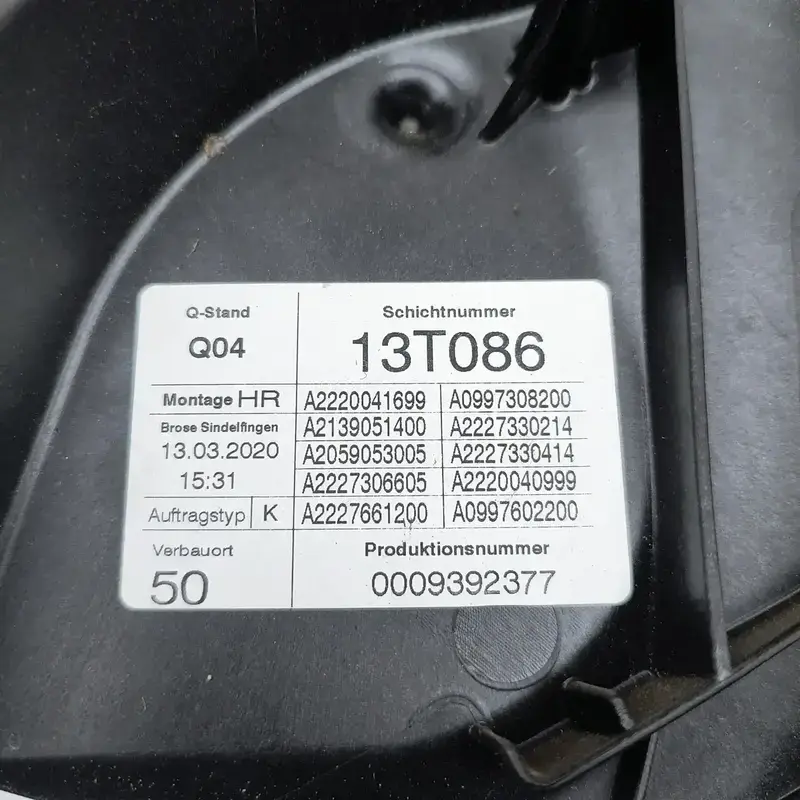 Q-Stand
Schichtnummer
Q04
13T086
Montage HR
A2220041699
A0997308200
Brose Sindelfingen
A2139051400
A2227330214
13.03.2020
A2059053005
A2227330414
15:31
A2227306605
A2220040999
Auftragstyp K
A2227661200
A0997602200
Verbauort
Produktionsnummer
50
0009392377